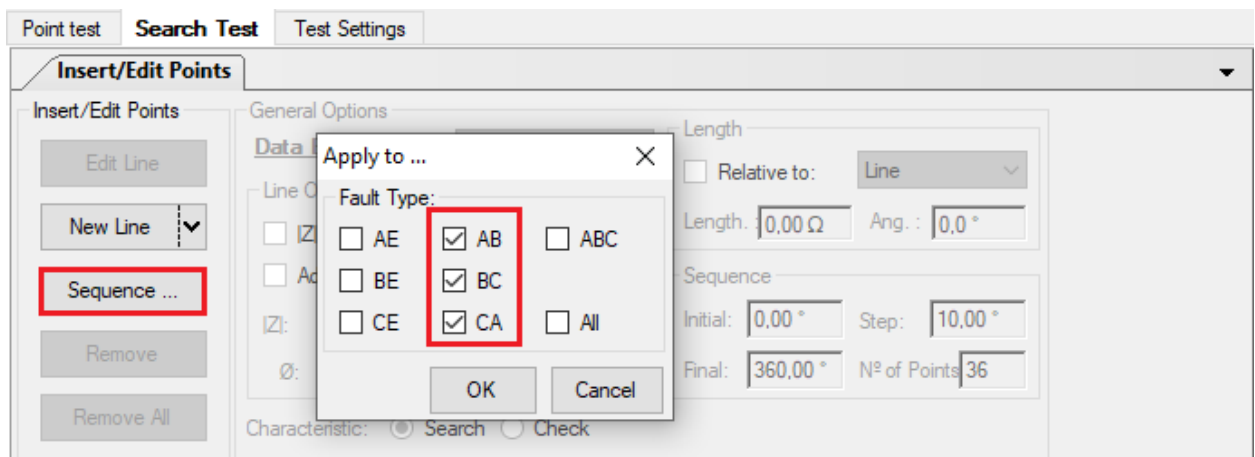 Point test Search Test Test Settings
Insert/Edit Points
Insert/Edit Points
Edit Line
New Line
Sequence ...
Remove
Remove All
General Options
Data
Line O
|Z|
Ø:
|Z|:
Characteristic: Search Check
Apply to ...
Fault Type:
AE AB ABC
BE BC
CE CA All
OK Cancel
Length
Relative to: Line
Length. : 0,00 Ω Ang. : 0,0 °
Sequence
Initial: 0,00 ° Step: 10,00 °
Final: 360,00 ° Nº of Points 36